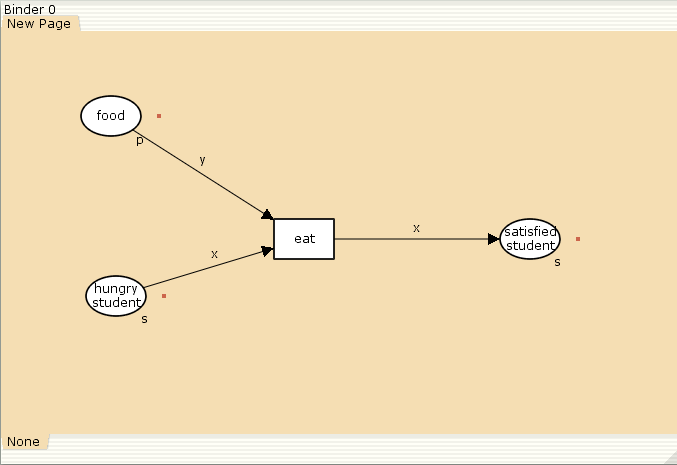 Binder 0
New Page
food
p
y
eat
x
satisfied
student
s
x
hungry
student
s
None